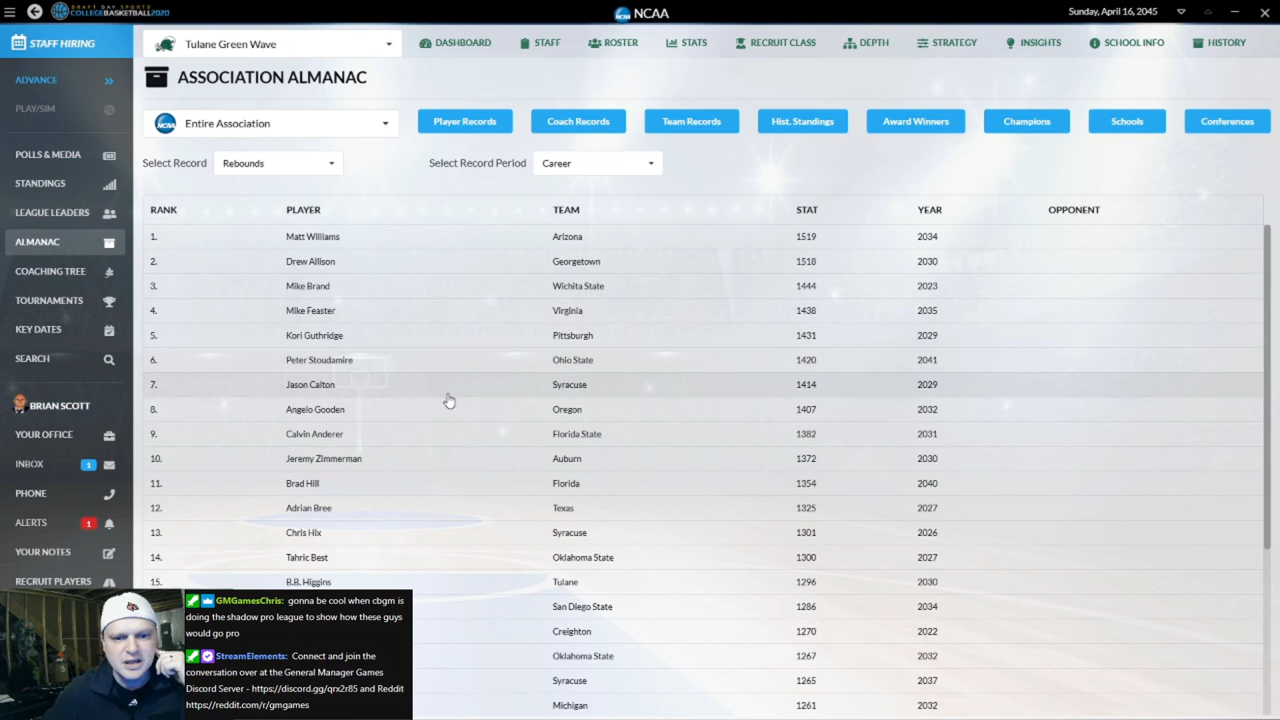 DRAFT DAY SPORTS
COLLEGE BASKETBALL 2020
NCAA
Sunday, April 16, 2045
STAFF HIRING
Tulane Green Wave
DASHBOARD
STAFF
ROSTER
STATS
RECRUIT CLASS
DEPTH
STRATEGY
INSIGHTS
SCHOOL INFO
HISTORY
ADVANCE
PLAY/SIM
POLLS & MEDIA
STANDINGS
LEAGUE LEADERS
ALMANAC
COACHING TREE
TOURNAMENTS
KEY DATES
SEARCH
BRIAN SCOTT
YOUR OFFICE
INBOX 1
PHONE
ALERTS 1
YOUR NOTES
RECRUIT PLAYERS
ASSOCIATION ALMANAC
NCAA Entire Association
Player Records
Coach Records
Team Records
Hist. Standings
Award Winners
Champions
Schools
Conferences
Select Record Rebounds
Select Record Period Career
RANK PLAYER TEAM STAT YEAR OPPONENT
1. Matt Williams Arizona 1519 2034
2. Drew Allison Georgetown 1518 2030
3. Mike Brand Wichita State 1444 2023
4. Mike Feaster Virginia 1438 2035
5. Kori Guthridge Pittsburgh 1431 2029
6. Peter Stoudamire Ohio State 1420 2041
7. Jason Calton Syracuse 1414 2029
8. Angelo Gooden Oregon 1407 2032
9. Calvin Anderer Florida State 1382 2031
10. Jeremy Zimmerman Auburn 1372 2030
11. Brad Hill Florida 1354 2040
12. Adrian Bree Texas 1325 2027
13. Chris Hix Syracuse 1301 2026
14. Tahric Best Oklahoma State 1300 2027
15. B.B. Higgins Tulane 1296 2030
San Diego State 1286 2034
Creighton 1270 2022
Oklahoma State 1267 2032
Syracuse 1265 2037
Michigan 1261 2032
GMGamesChris: gonna be cool when cbgm is
doing the shadow pro league to show how these guys
would go pro
StreamElements: Connect and join the
conversation over at the General Manager Games
Discord Server - https://discord.gg/qrx2r85 and Reddit
https://reddit.com/r/gmgames